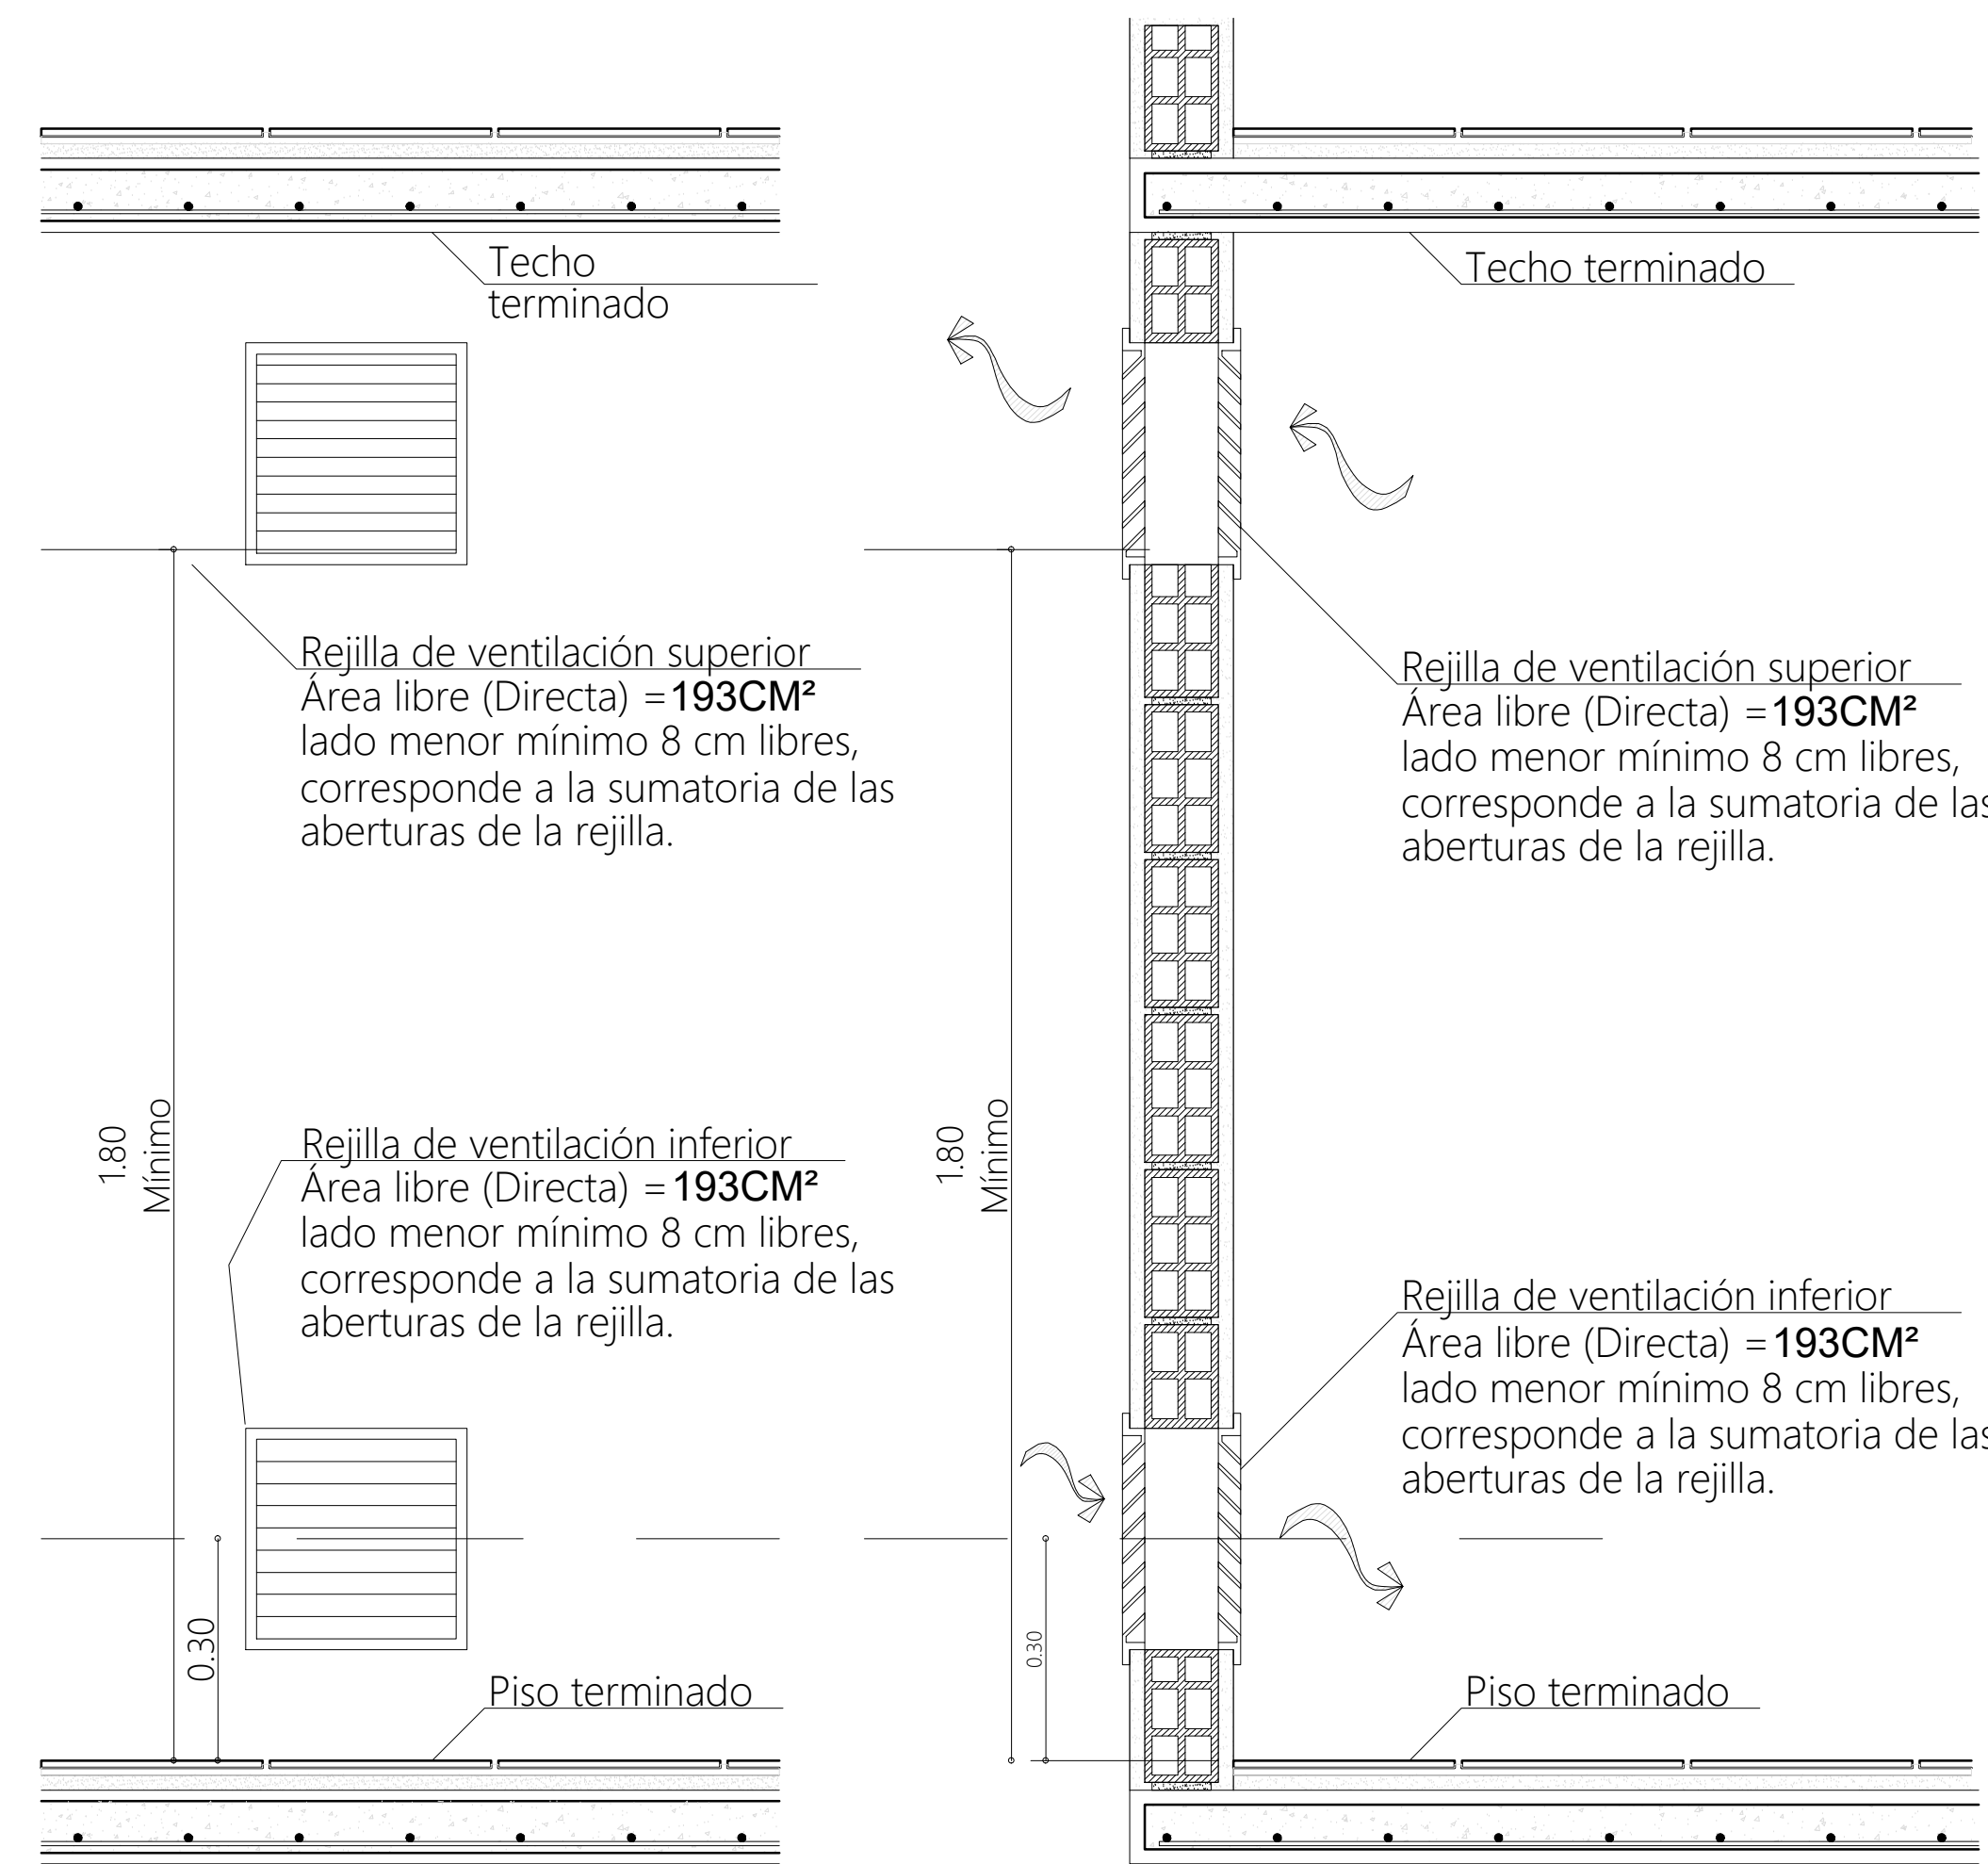 Techo
terminado
Rejilla de ventilación superior
Área libre (Directa) = 193CM²
lado menor mínimo 8 cm libres,
corresponde a la sumatoria de las
aberturas de la rejilla.
1.80
Mínimo
Rejilla de ventilación inferior
Área libre (Directa) = 193CM²
lado menor mínimo 8 cm libres,
corresponde a la sumatoria de las
aberturas de la rejilla.
0.30
Piso terminado
Techo terminado
Rejilla de ventilación superior
Área libre (Directa) = 193CM²
lado menor mínimo 8 cm libres,
corresponde a la sumatoria de las
aberturas de la rejilla.
1.80
Mínimo
Rejilla de ventilación inferior
Área libre (Directa) = 193CM²
lado menor mínimo 8 cm libres,
corresponde a la sumatoria de las
aberturas de la rejilla.
0.30
Piso terminado